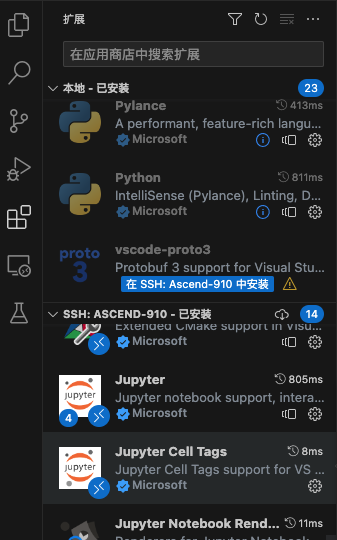 扩展
在应用商店中搜索扩展
本地 - 已安装
23
Pylance
413ms
A performant, feature-rich langu...
Microsoft
Python
811ms
IntelliSense (Pylance), Linting, D...
Microsoft
proto
3
vscode-proto3
Protobuf 3 support for Visual Stu...
在 SSH: Ascend-910 中安装
SSH: ASCEND-910 - 已安装
14
Extended CMake support in Visu...
Microsoft
jupyter
4
Jupyter
805ms
Jupyter notebook support, intera...
Microsoft
jupyter
Jupyter Cell Tags
8ms
Jupyter Cell Tags support for VS ...
Microsoft
Jupyter Notebook Rend...
11ms
Renderers for Jupyter Notebook